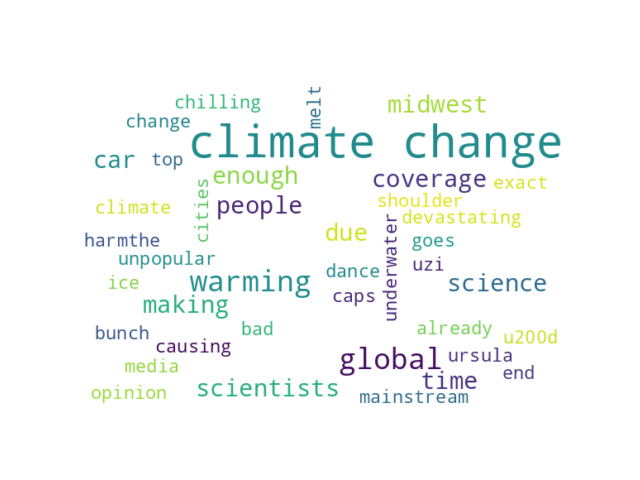 chilling
melt
midwest
change
climate change
car
top
enough
coverage
exact
cities
climate
people
shoulder
devastating
harmthe
due
underwater
goes
unpopular
dance
uzi
ice
warming
caps
science
making
bunch
bad
already
u200d
causing
media
global
ursula
end
opinion
scientists
time
mainstream